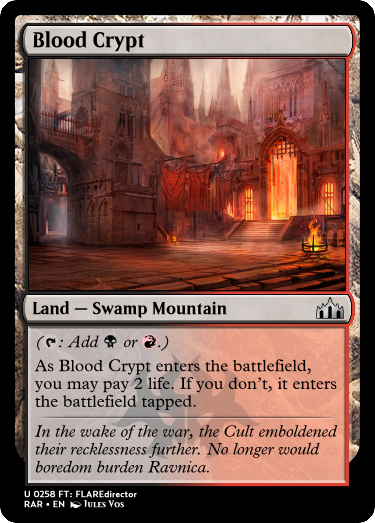 Blood Crypt
Land — Swamp Mountain
(: Add or .)
As Blood Crypt enters the battlefield,
you may pay 2 life. If you don't, it enters
the battlefield tapped.
In the wake of the war, the Cult emboldened
their recklessness further. No longer would
boredom burden Ravnica.
U 0258 FT: FLAREdirector
RAR • EN Jules Vos